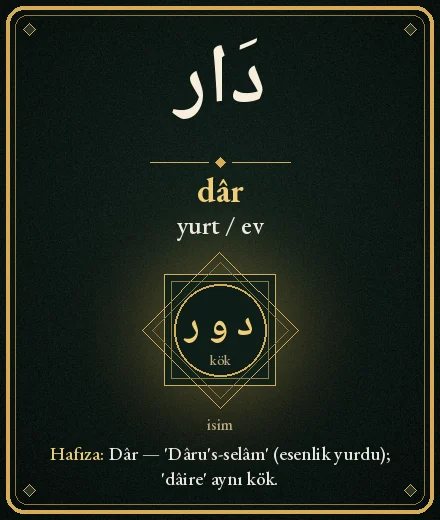 دَار
dâr
yurt / ev
د و ر
kök
isim
Hafıza: Dâr — 'Dâru's-selâm' (esenlik yurdu);
'dâire' aynı kök.